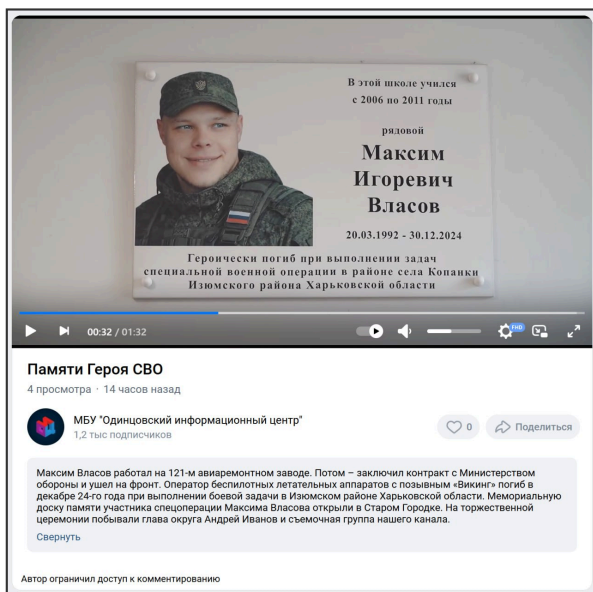 В этой школе учился
с 2006 по 2011 годы
рядовой
Максим
Игоревич
Власов
20.03.1992 - 30.12.2024
Героически погиб при выполнении задач
специальной военной операции в районе села Копанки
Изюмского района Харьковской области
00:32 / 01:32
FHD
Памяти Героя СВО
4 просмотра · 14 часов назад
МБУ "Одинцовский информационный центр"
1,2 тыс подписчиков
0
Поделиться
Максим Власов работал на 121-м авиаремонтном заводе. Потом – заключил контракт с Министерством
обороны и ушел на фронт. Оператор беспилотных летательных аппаратов с позывным «Викинг» погиб в
декабре 24-го года при выполнении боевой задачи в Изюмском районе Харьковской области. Мемориальную
доску памяти участника спецоперации Максима Власова открыли в Старом Городке. На торжественной
церемонии побывали глава округа Андрей Иванов и съемочная группа нашего канала.
Свернуть
Автор ограничил доступ к комментированию